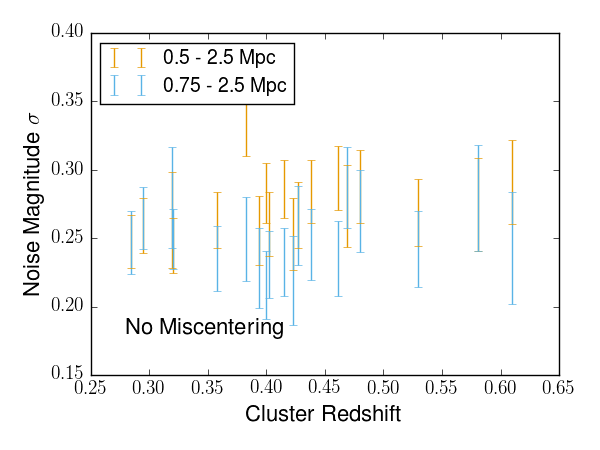 0.40
0.35
0.30
0.25
0.20
0.15
Noise Magnitude σ
0.5 - 2.5 Mpc
0.75 - 2.5 Mpc
No Miscentering
0.25 0.30 0.35 0.40 0.45 0.50 0.55 0.60 0.65
Cluster Redshift